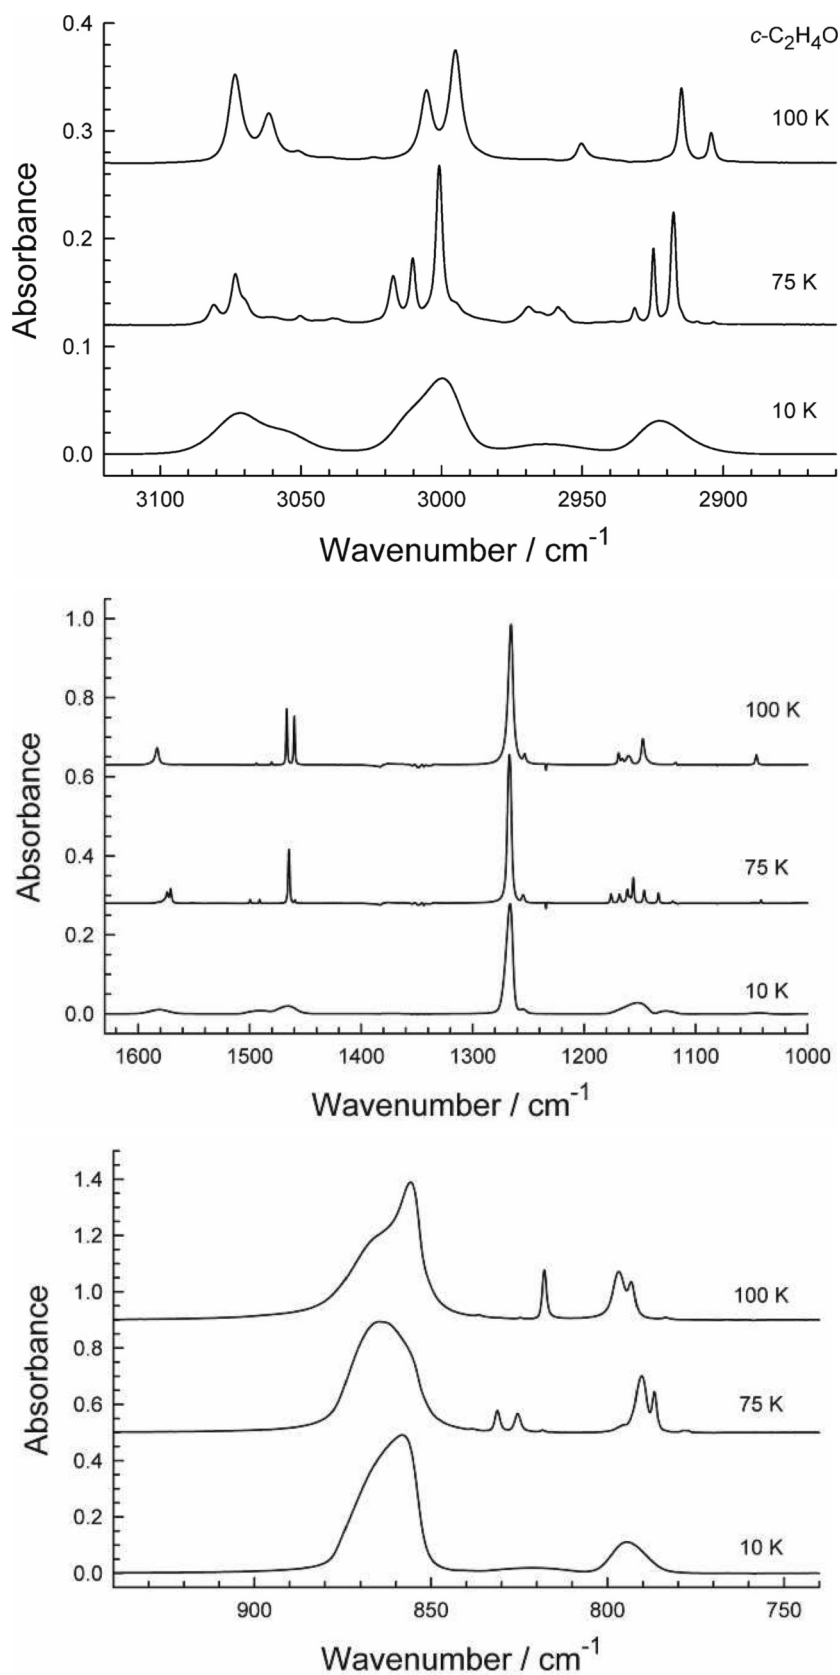 0.4
c-C2H4O
100 K
0.3
75 K
0.2
0.1
10 K
0.0
Absorbance
3100 3050 3000 2950 2900
Wavenumber / cm-1
1.0
100 K
0.8
0.6
75 K
0.4
0.2
10 K
0.0
Absorbance
1600 1500 1400 1300 1200 1100 1000
Wavenumber / cm-1
1.4
1.2
100 K
1.0
0.8
75 K
0.6
0.4
10 K
0.2
0.0
Absorbance
900 850 800 750
Wavenumber / cm-1